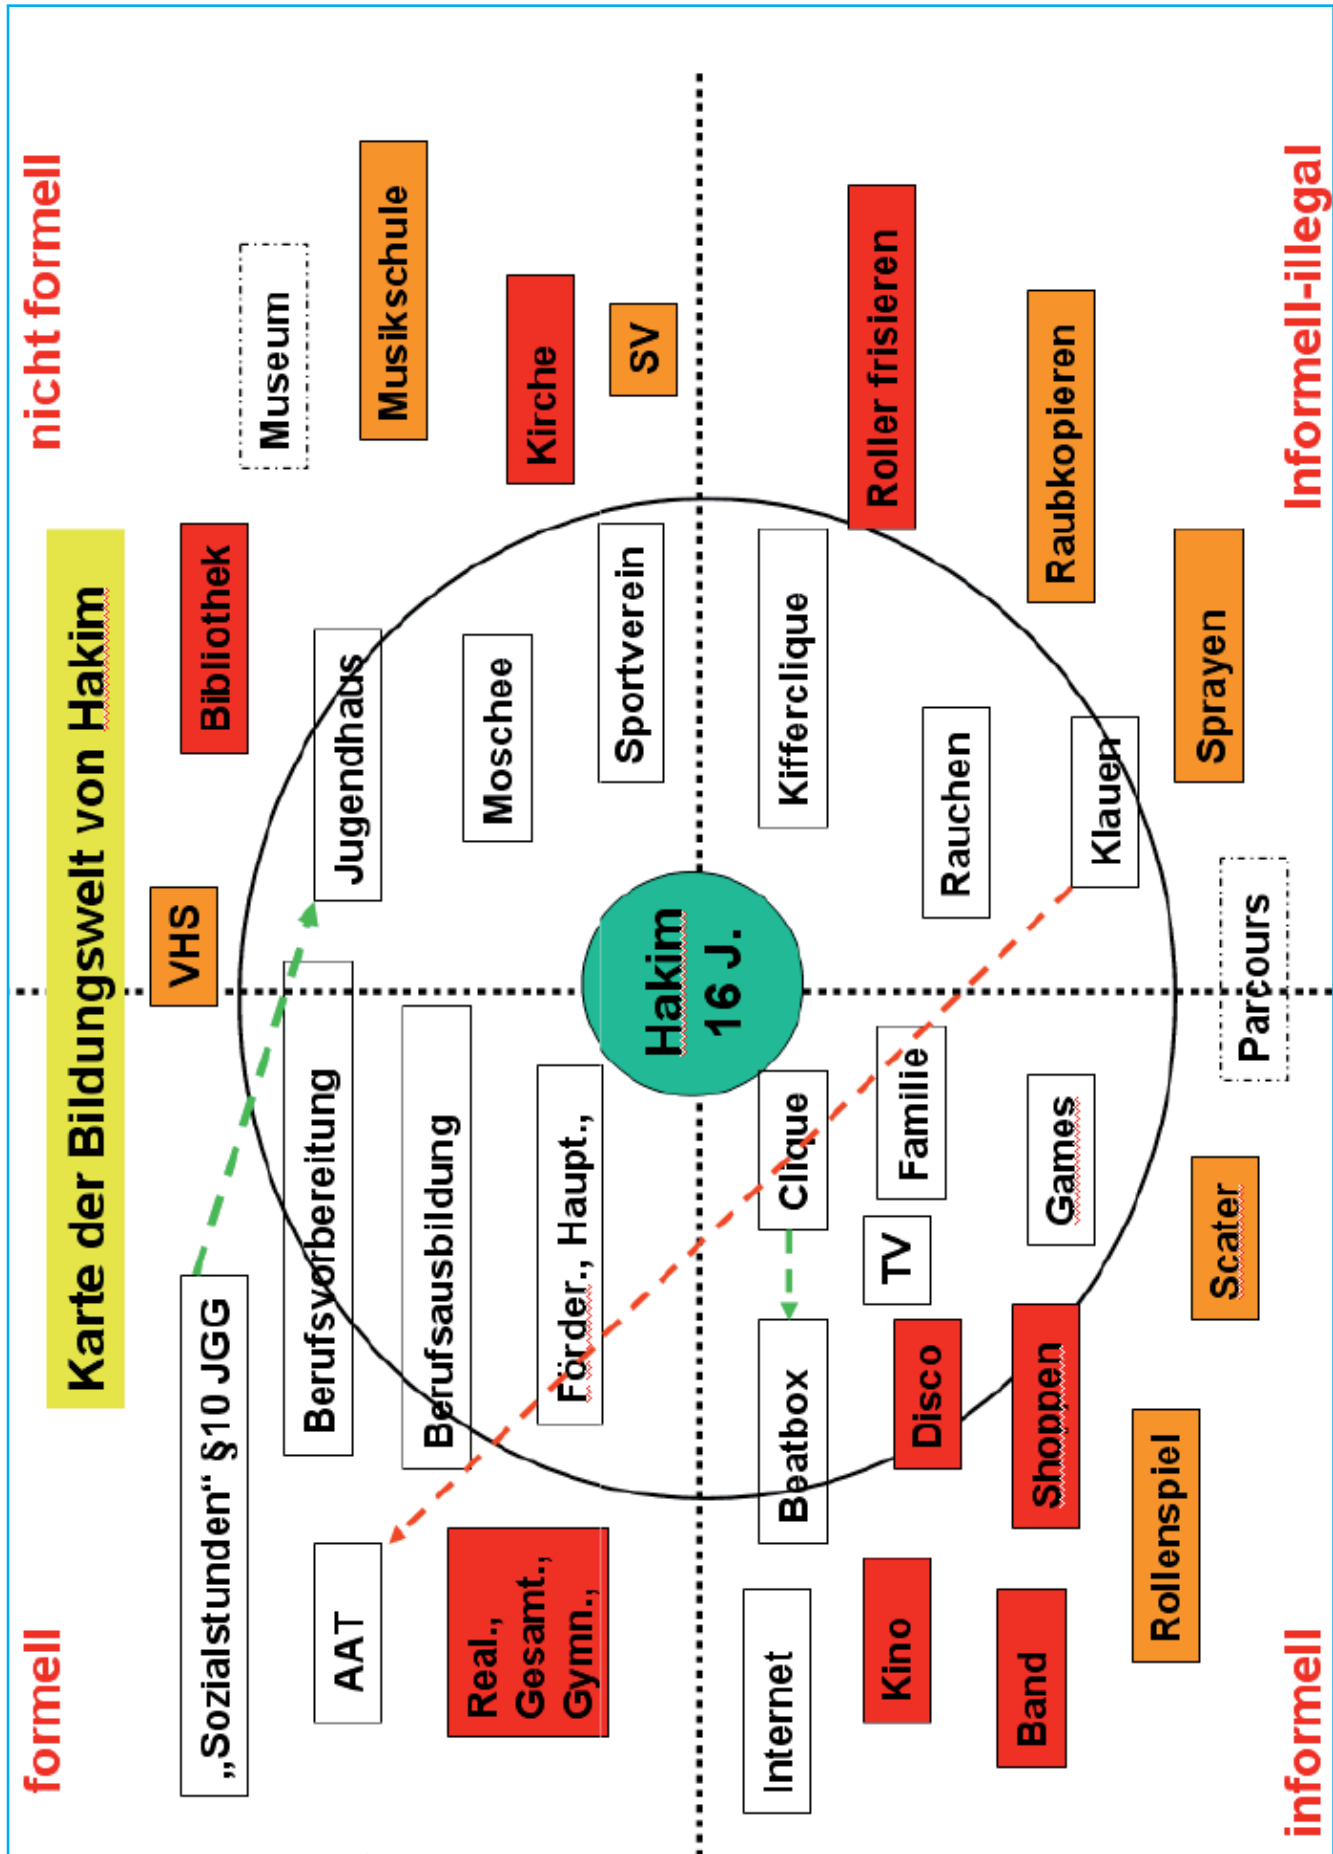 Karte der Bildungswelt von Hakim
formell
nicht formell
„Sozialstunden“ §10 JGG
VHS
Bibliothek
Museum
AAT
Berufsvorbereitung
Jugendhaus
Musikschule
Real.,
Gesamt.,
Gymn.,
Berufsausbildung
Moschee
Kirche
Förder., Haupt.,
Sportverein
SV
Hakim
16 J.
Internet
Beatbox
Clique
Kifferclique
Roller frisieren
Kino
Disco
TV
Familie
Rauchen
Raubkopieren
Band
Shoppen
Games
Klauen
Sprayen
Rollenspiel
Scater
Parcours
informell
Informell-illegal